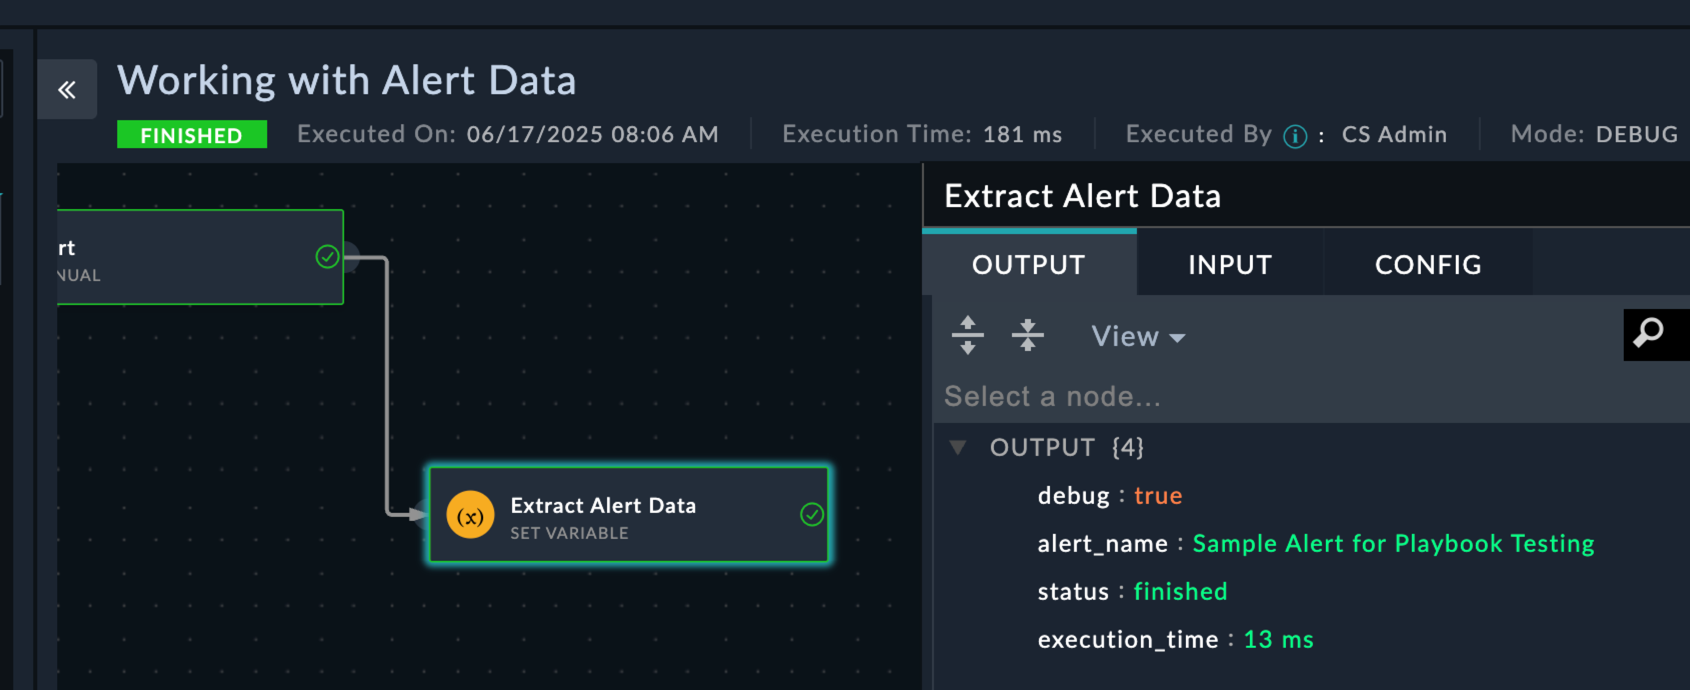 Working with Alert Data
FINISHED Executed On: 06/17/2025 08:06 AM Execution Time: 181 ms Executed By i : CS Admin Mode: DEBUG
rt
NUAL
(x) Extract Alert Data
SET VARIABLE
Extract Alert Data
OUTPUT INPUT CONFIG
View
Select a node...
OUTPUT {4}
debug : true
alert_name : Sample Alert for Playbook Testing
status : finished
execution_time : 13 ms